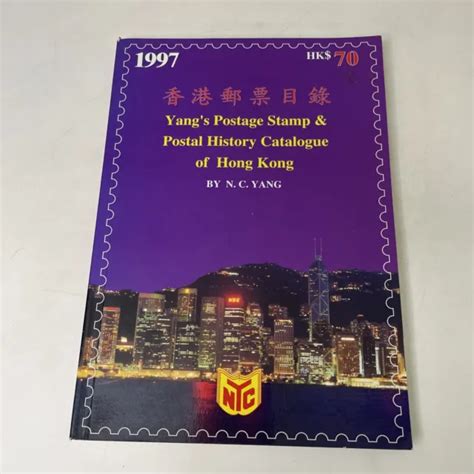 1997
HK$ 70
香港郵票目錄
Yang's Postage Stamp &
Postal History Catalogue
of Hong Kong
BY N. C. YANG
NYC